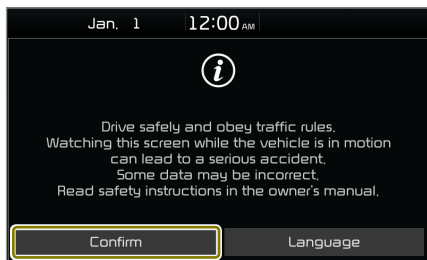 Jan. 1 12:00 AM
i
Drive safely and obey traffic rules.
Watching this screen while the vehicle is in motion
can lead to a serious accident.
Some data may be incorrect.
Read safety instructions in the owner's manual.
Confirm Language